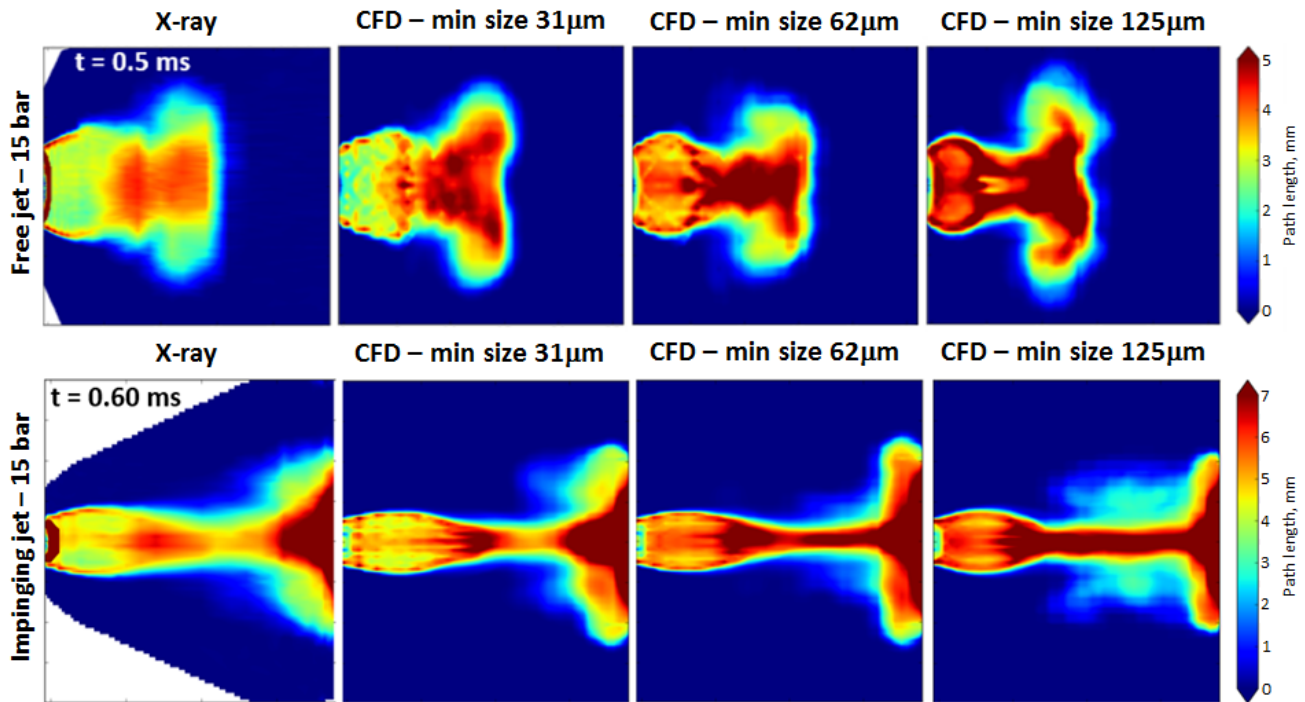 X-ray
CFD – min size 31μm
CFD – min size 62μm
CFD – min size 125μm
t = 0.5 ms
Free jet – 15 bar
5
4
3
2
1
0
Path length, mm
X-ray
CFD – min size 31μm
CFD – min size 62μm
CFD – min size 125μm
t = 0.60 ms
Impinging jet – 15 bar
7
6
5
4
3
2
1
0
Path length, mm